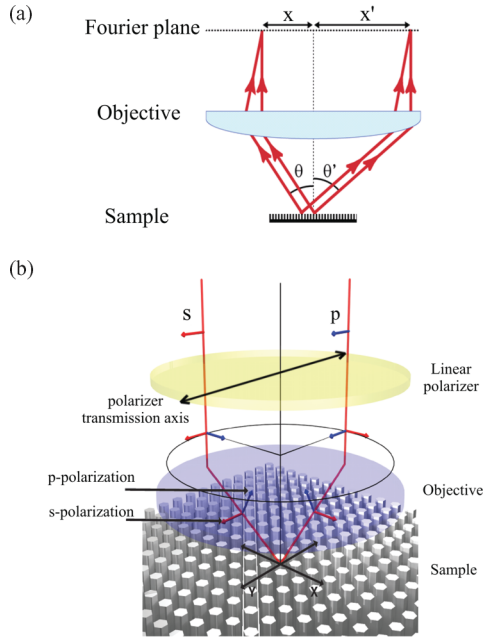 (a)
x
x'
Fourier plane
Objective
θ
θ'
Sample
(b)
S
p
Linear
polarizer
polarizer
transmission axis
p-polarization
s-polarization
Objective
Sample
Y
X